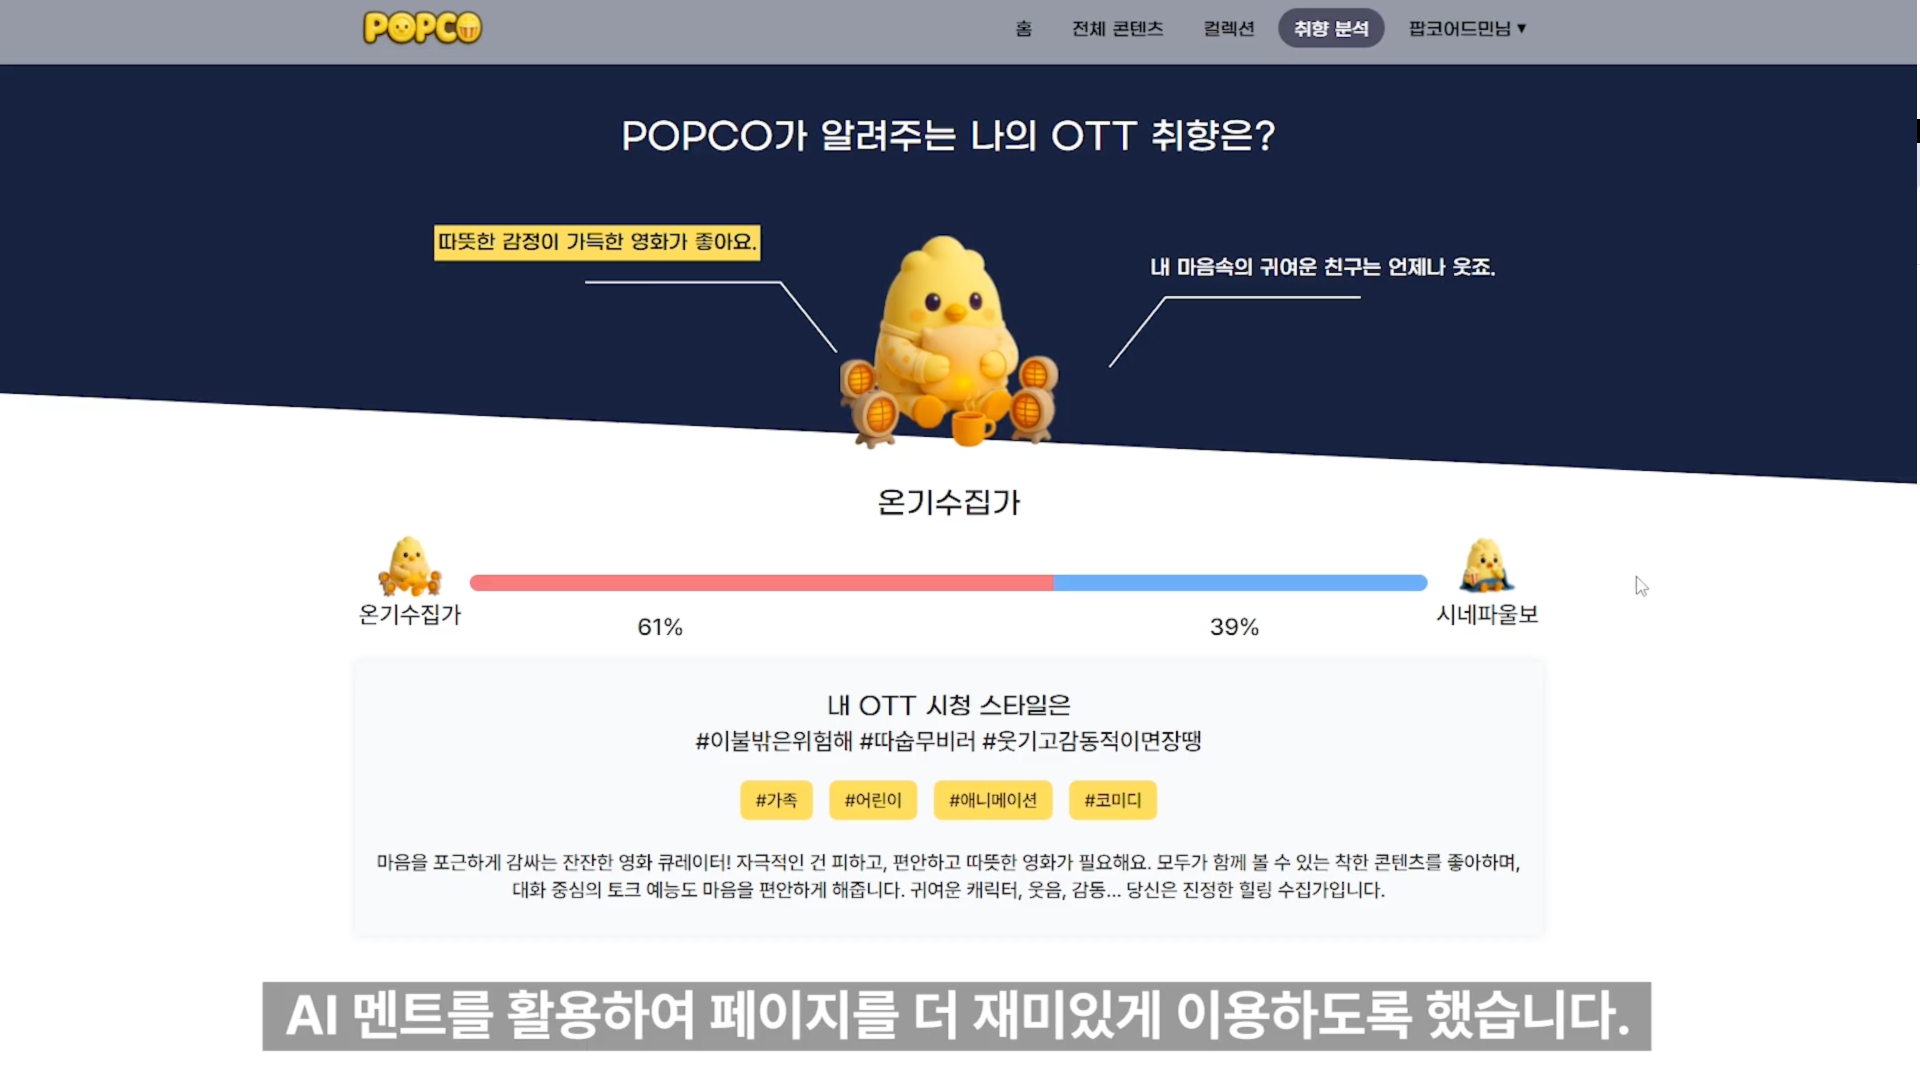 POPCO
홈 전체 콘텐츠 컬렉션 취향 분석 팝코어드민님 ▼
POPCO가 알려주는 나의 OTT 취향은?
따뜻한 감정이 가득한 영화가 좋아요.
내 마음속의 귀여운 친구는 언제나 웃죠.
온기수집가
온기수집가
시네파울보
61%
39%
내 OTT 시청 스타일은
#이불밖은위험해 #따숩무비러 #웃기고감동적이면장땡
#가족 #어린이 #애니메이션 #코미디
마음을 포근하게 감싸는 잔잔한 영화 큐레이터! 자극적인 건 피하고, 편안하고 따뜻한 영화가 필요해요. 모두가 함께 볼 수 있는 착한 콘텐츠를 좋아하며,
대화 중심의 토크 예능도 마음을 편안하게 해줍니다. 귀여운 캐릭터, 웃음, 감동... 당신은 진정한 힐링 수집가입니다.
AI 멘트를 활용하여 페이지를 더 재미있게 이용하도록 했습니다.